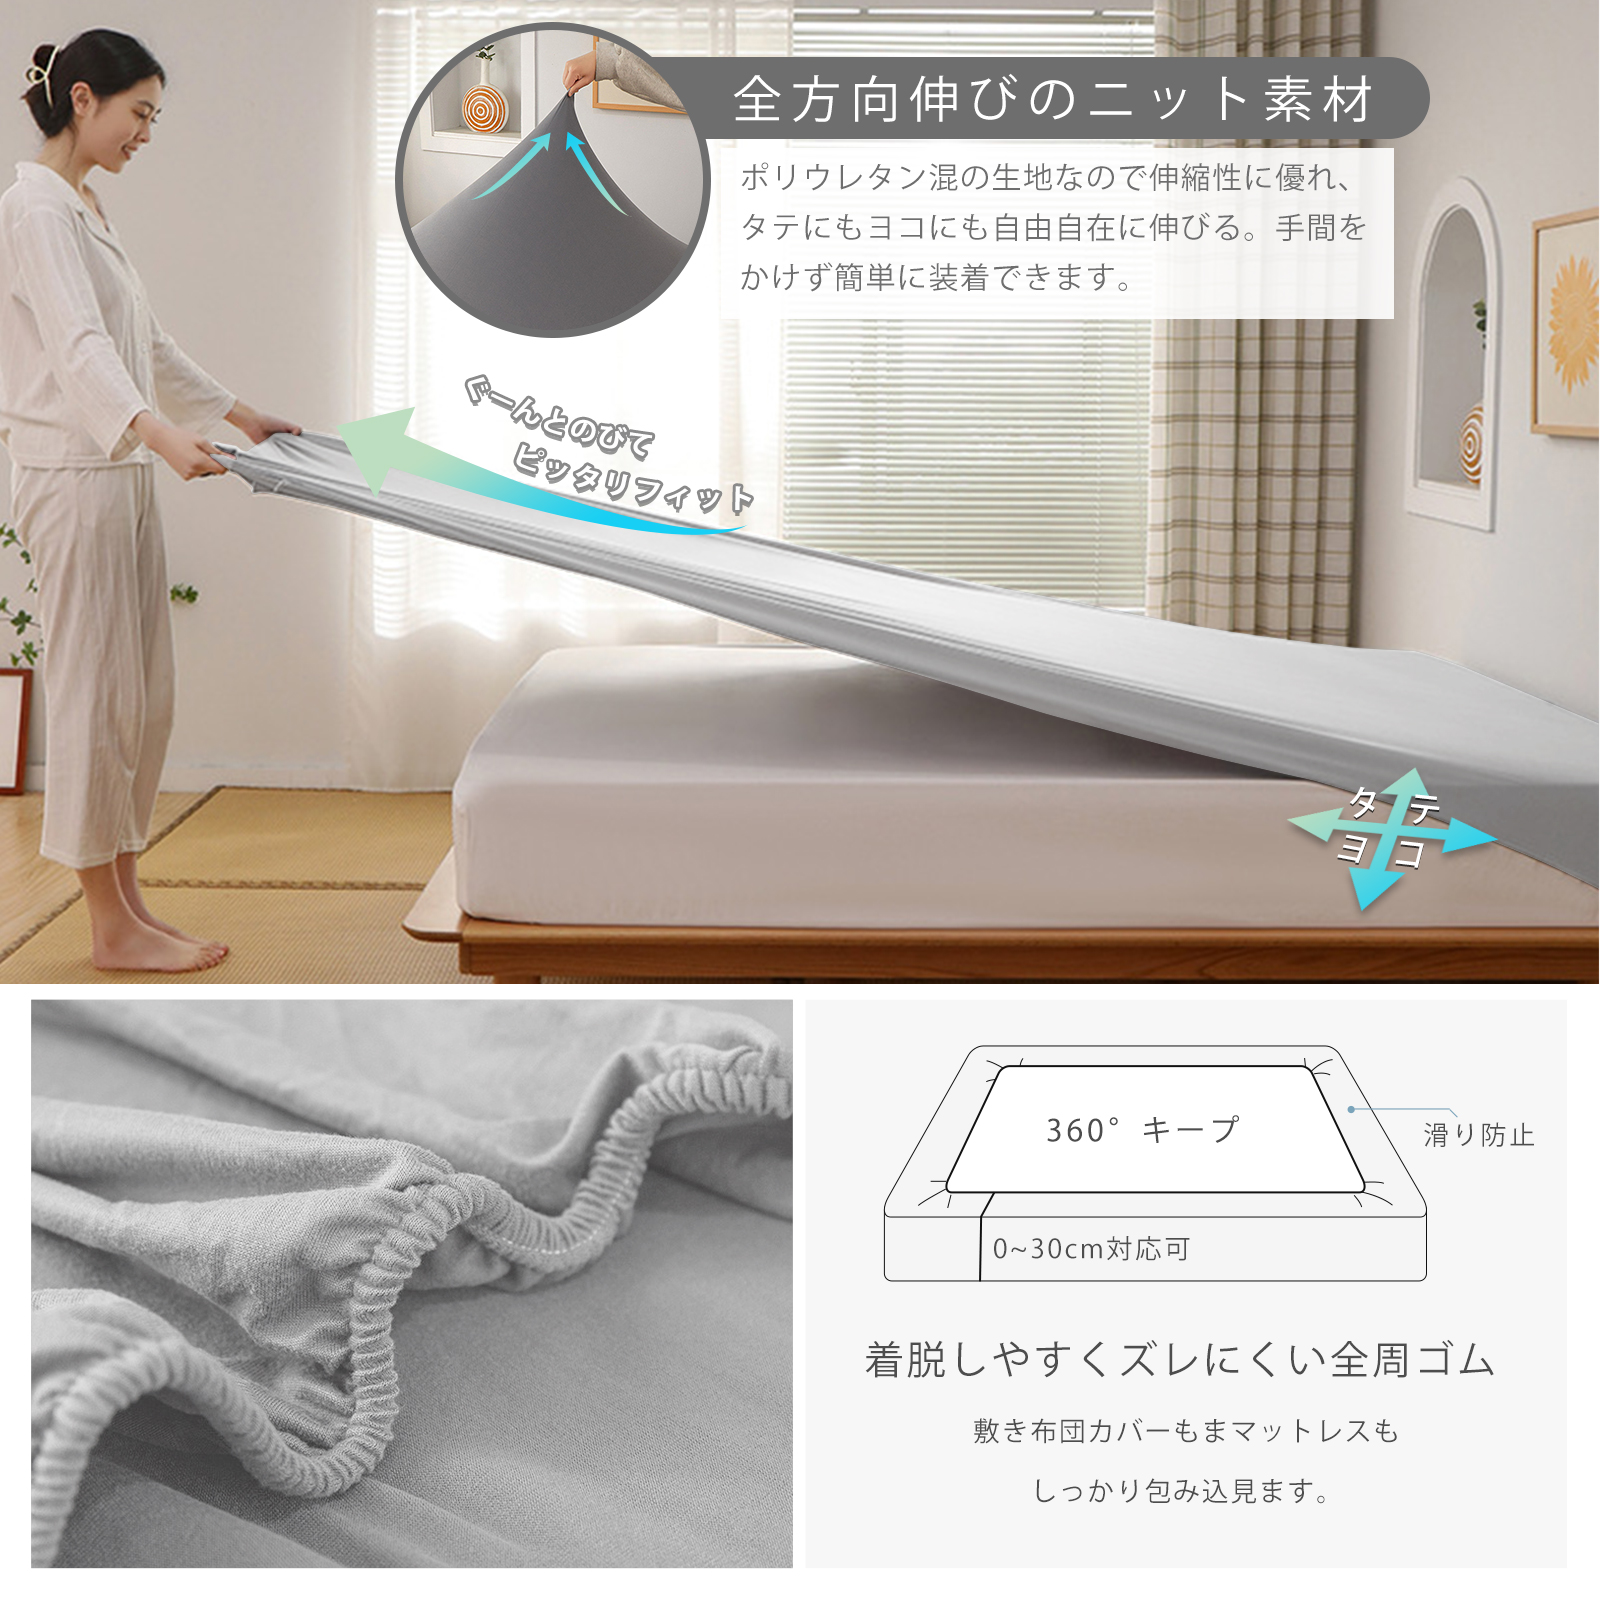 全方向伸びのニット素材
ポリウレタン混の生地なので伸縮性に優れ、
タテにもヨコにも自由自在に伸びる。手間を
かけず簡単に装着できます。
ぐーんとのびて
ピッタリフィット
タテ
ヨコ
360°キープ
滑り防止
0~30cm対応可
着脱しやすくズレにくい全周ゴム
敷き布団カバーもまマットレスも
しっかり包み込見ます。